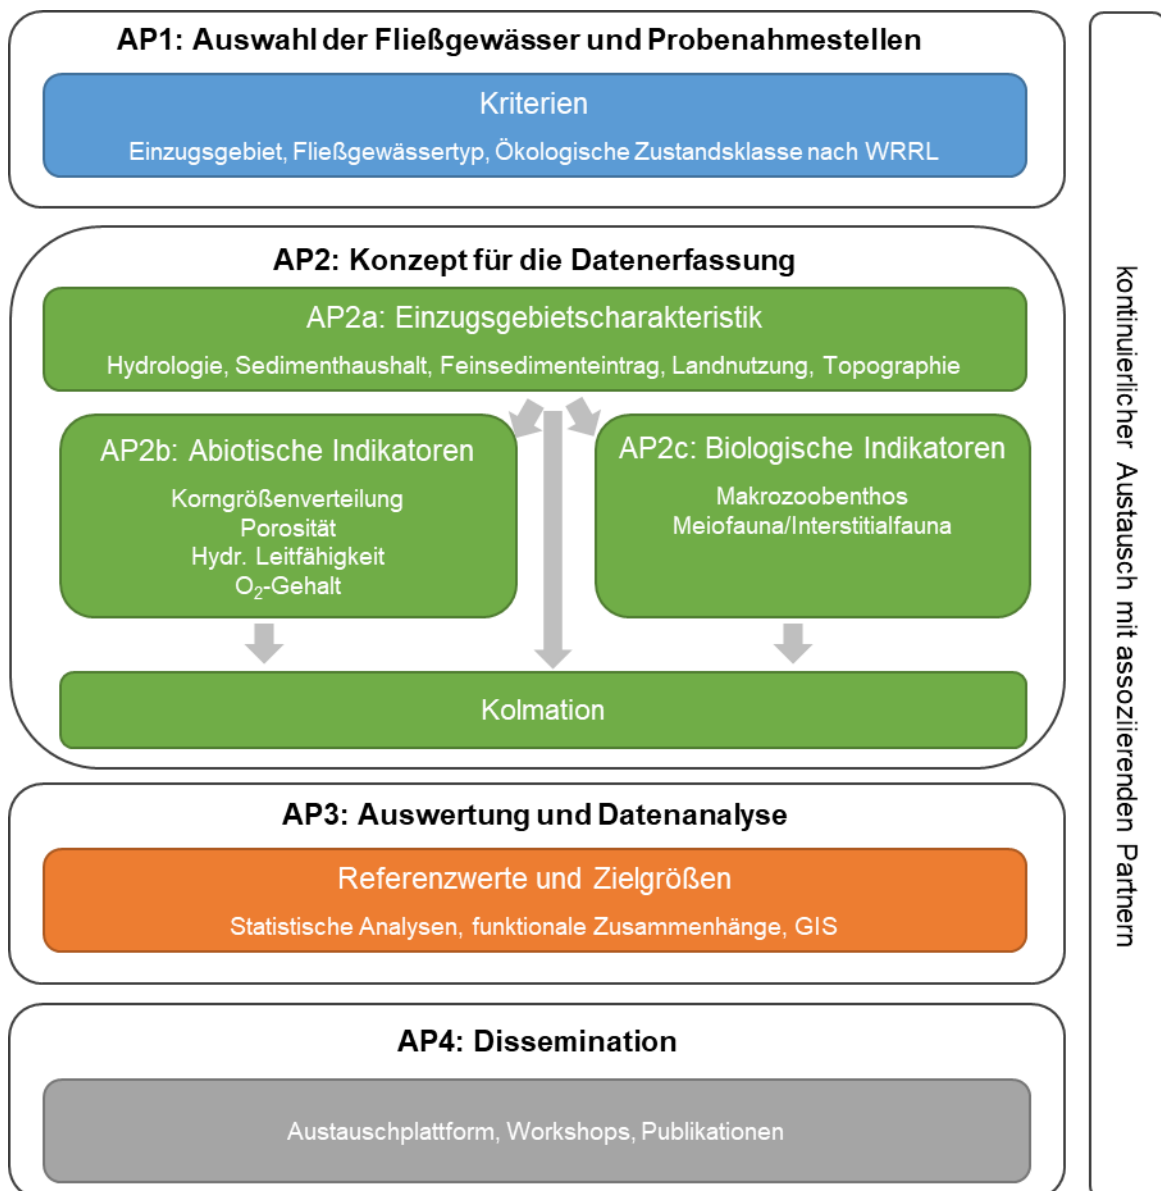 AP1: Auswahl der Fließgewässer und Probenahmestellen
Kriterien
Einzugsgebiet, Fließgewässertyp, Ökologische Zustandsklasse nach WRRL
AP2: Konzept für die Datenerfassung
AP2a: Einzugsgebietscharakteristik
Hydrologie, Sedimenthaushalt, Feinsedimenteintrag, Landnutzung, Topographie
AP2b: Abiotische Indikatoren
Korngrößenverteilung
Porosität
Hydr. Leitfähigkeit
O₂-Gehalt
AP2c: Biologische Indikatoren
Makrozoobenthos
Meiofauna/Interstitialfauna
Kolmation
AP3: Auswertung und Datenanalyse
Referenzwerte und Zielgrößen
Statistische Analysen, funktionale Zusammenhänge, GIS
AP4: Dissemination
Austauschplattform, Workshops, Publikationen
kontinuierlicher Austausch mit assoziierenden Partnern